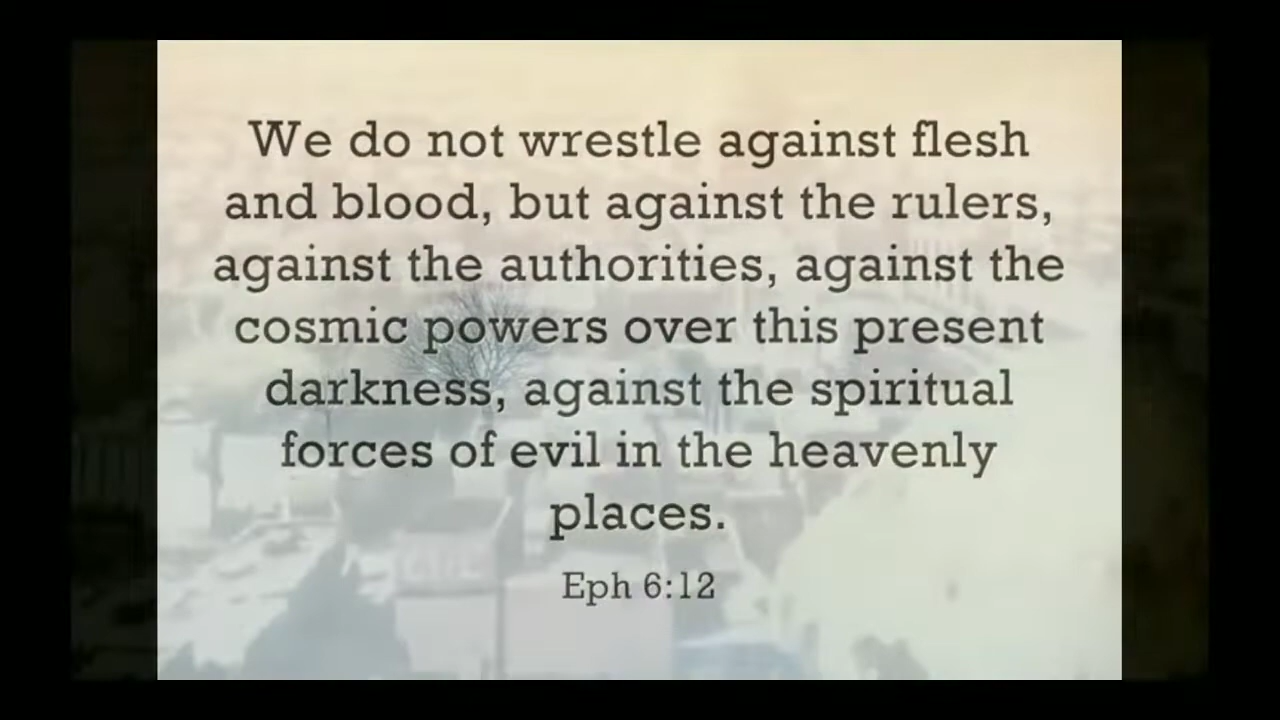 We do not wrestle against flesh
and blood, but against the rulers,
against the authorities, against the
cosmic powers over this present
darkness, against the spiritual
forces of evil in the heavenly
places.
Eph 6:12